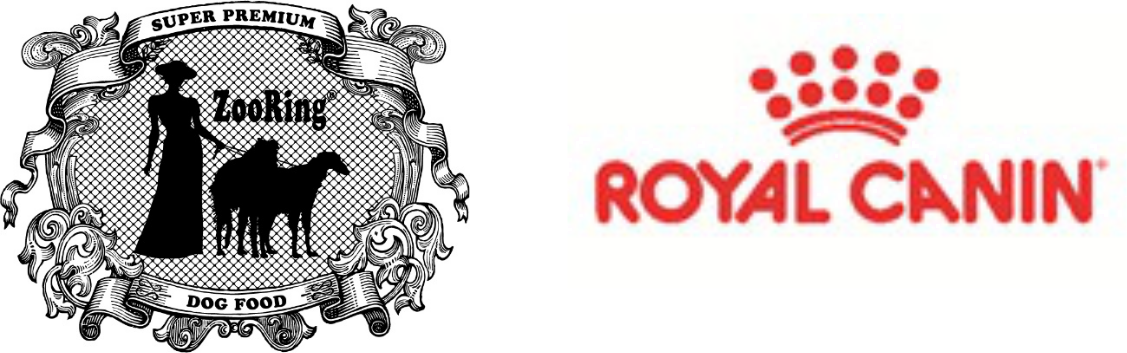 SUPER PREMIUM
ZooRing®
DOG FOOD
ROYAL CANIN